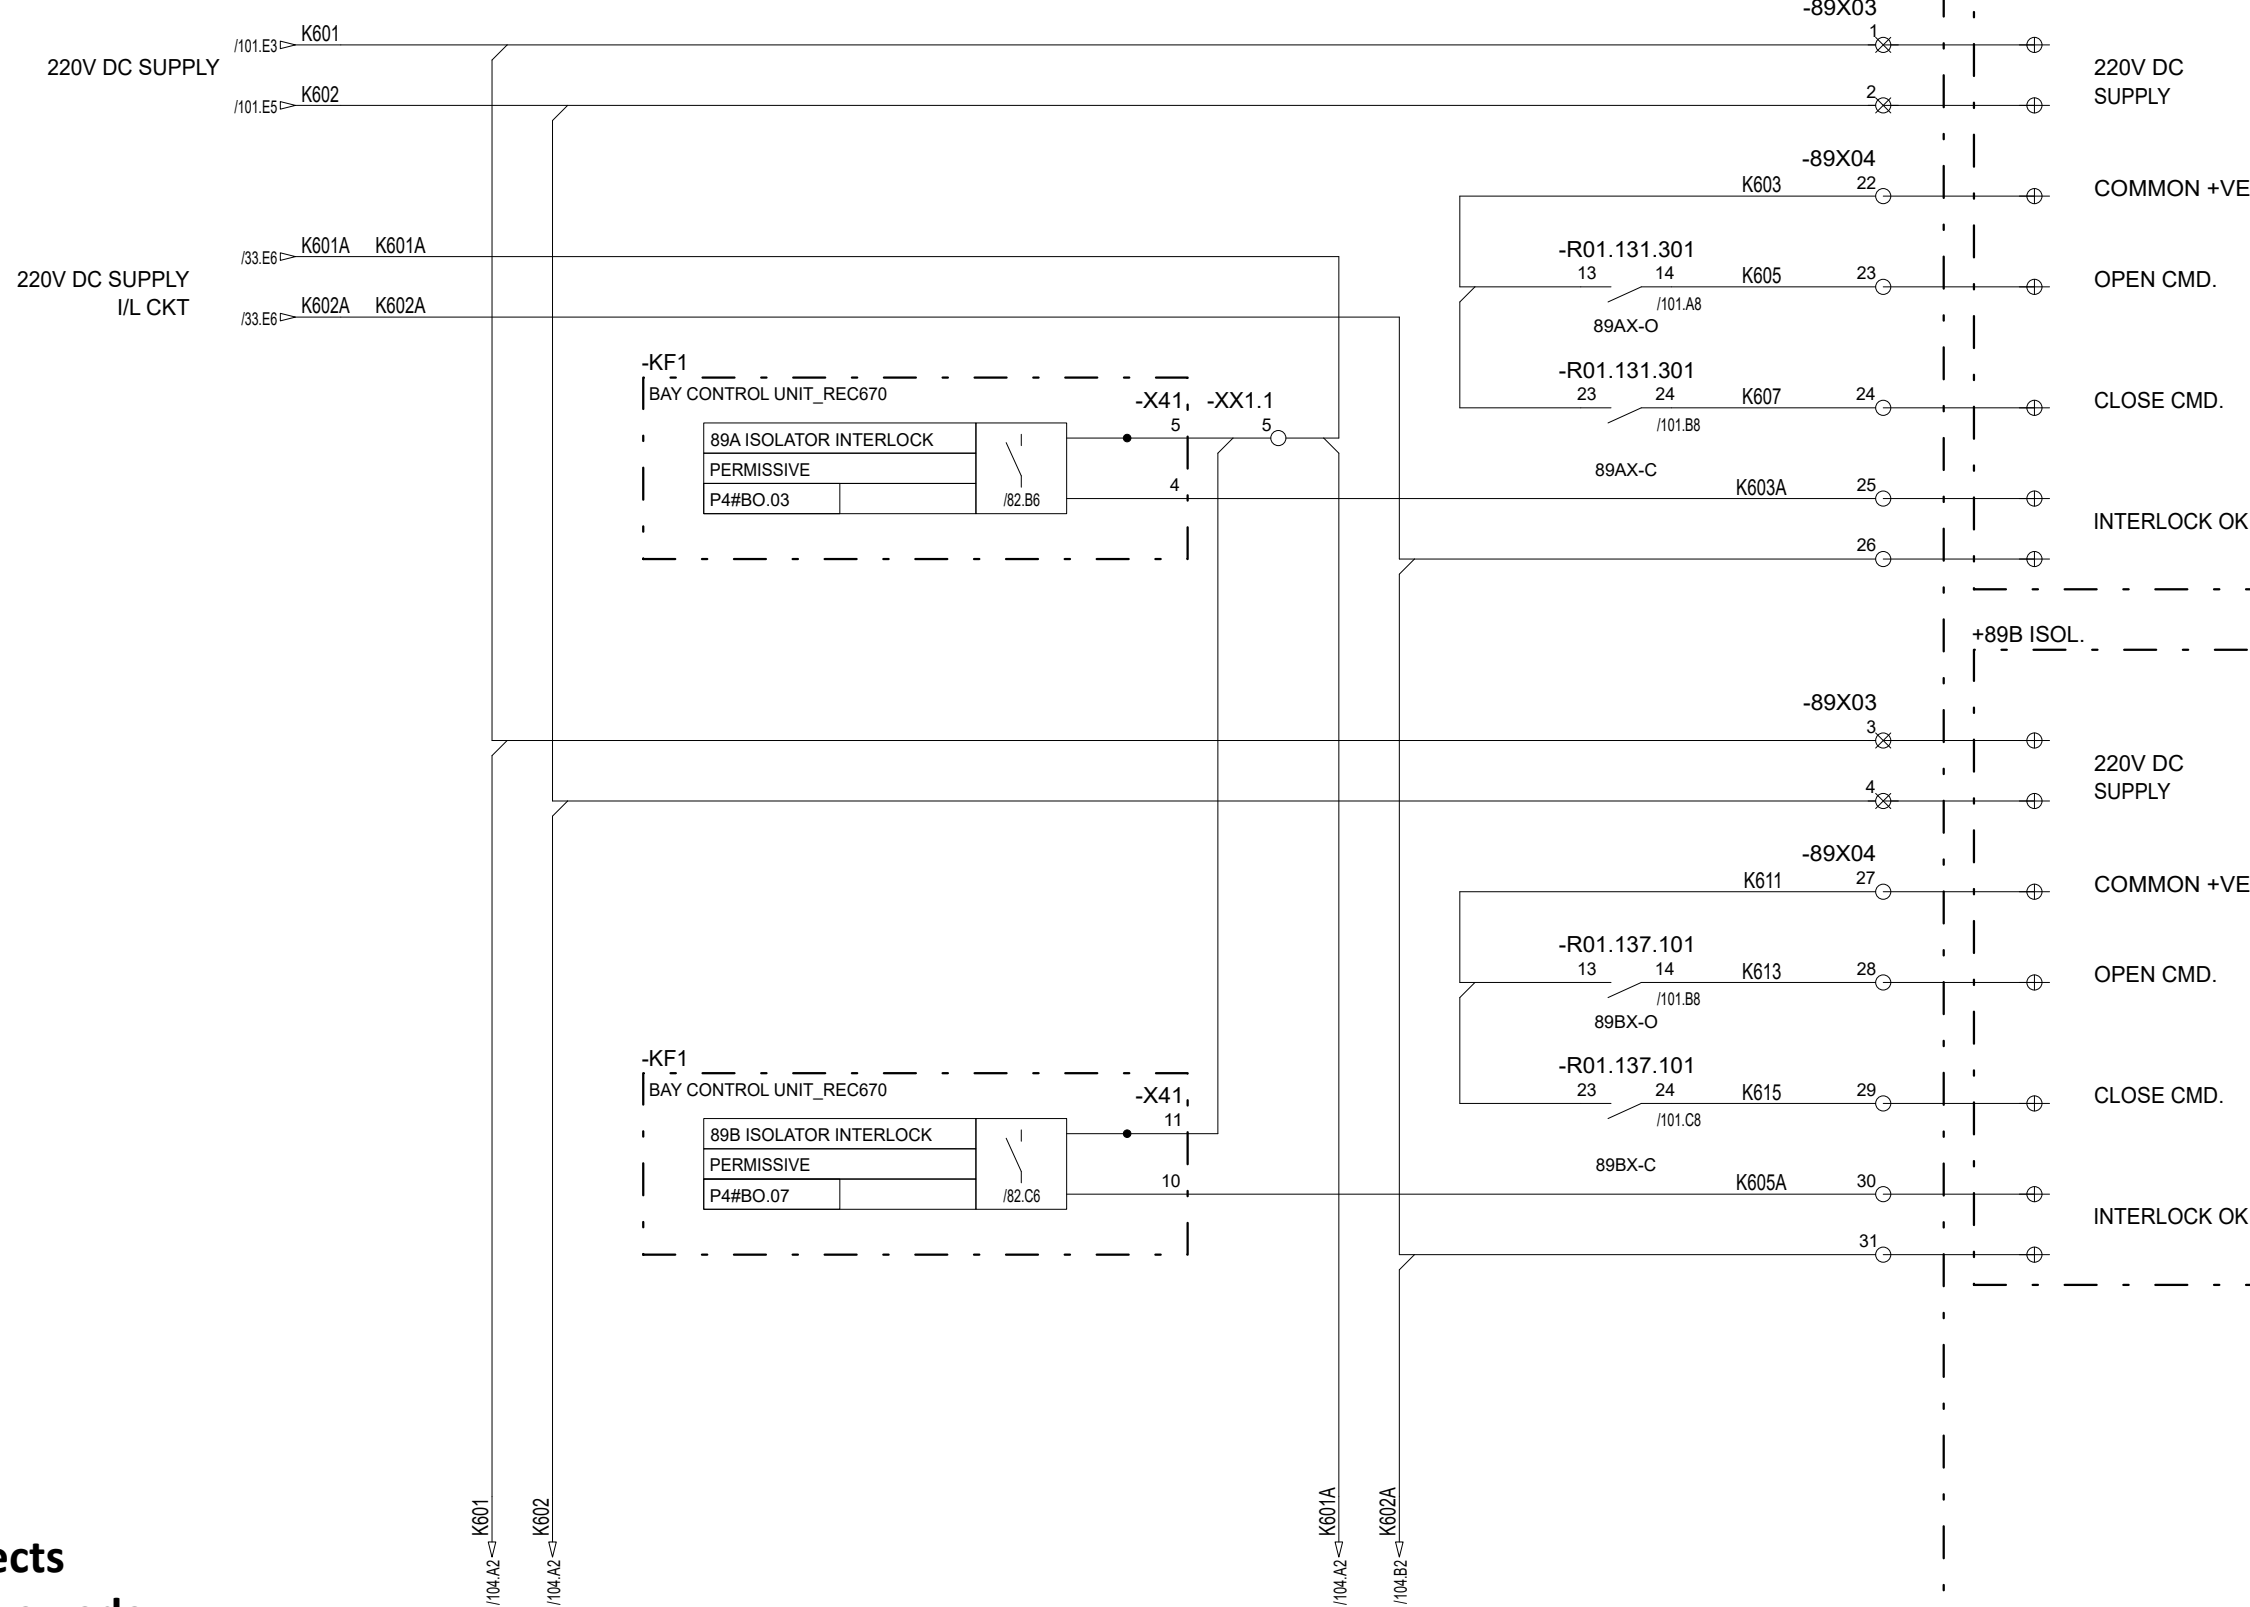 -89X03
/101.E3 K601 1
220V DC SUPPLY
220V DC
SUPPLY
/101.E5 K602 2
-89X04
K603 22 COMMON +VE
/33.E6 K601A K601A
220V DC SUPPLY
I/L CKT
/33.E6 K602A K602A
-R01.131.301
13 14 K605 23 OPEN CMD.
/101.A8
89AX-O
-KF1
BAY CONTROL UNIT_REC670
-X41 -XX1.1
-R01.131.301
23 24 K607 24 CLOSE CMD.
/101.B8
89A ISOLATOR INTERLOCK 5 5
PERMISSIVE
P4#BO.03 /82.B6 4
89AX-C
K603A 25
INTERLOCK OK
26
+89B ISOL.
-89X03
3
220V DC
SUPPLY
4
-89X04
K611 27 COMMON +VE
-R01.137.101
13 14 K613 28 OPEN CMD.
/101.B8
89BX-O
-KF1
BAY CONTROL UNIT_REC670
-X41
-R01.137.101
23 24 K615 29 CLOSE CMD.
/101.C8
89B ISOLATOR INTERLOCK 11
PERMISSIVE
P4#BO.07 /82.C6 10
89BX-C
K605A 30
INTERLOCK OK
31
K601 K602 K601A K602A
/104.A2 /104.A2 /104.A2 /104.B2
ects